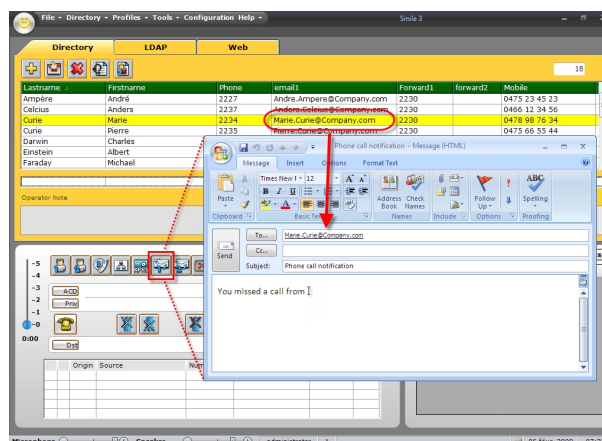 File - Directory - Profiles - Tools - Configuration Help -
Smile 3
Directory LDAP Web
18
Lastname Firstname Phone email1 Forward1 forward2 Mobile
Ampère André 2227 Andre.Ampere@Company.com 2230 0475 23 45 23
Celcius Anders 2237 Anders.Celcius@Company.com 2230 0466 12 34 56
Curie Marie 2234 Marie.Curie@Company.com 2230 0478 98 76 34
Curie Pierre 2235 Pierre.Curie@Company.com 2230 0475 66 55 44
Darwin Charles
Einstein Albert
Faraday Michael
Operator Note
Phone call notification - Message (HTML)
Message Insert Options Format Text
Times New I 12
Paste
B I U
Address Book
Check Names
Follow Up
ABC
Spelling
Clipboard Basic Text Names Include Options Proofing
Send
To... Marie.Curie@Company.com
Cc...
Subject: Phone call notification
You missed a call from
-5
-4
-3
-2
-1
-0
0:00
ACD
Priv
Dst
Origin Source Num
Microphone Speaker administrator 1 06 févr. 2009